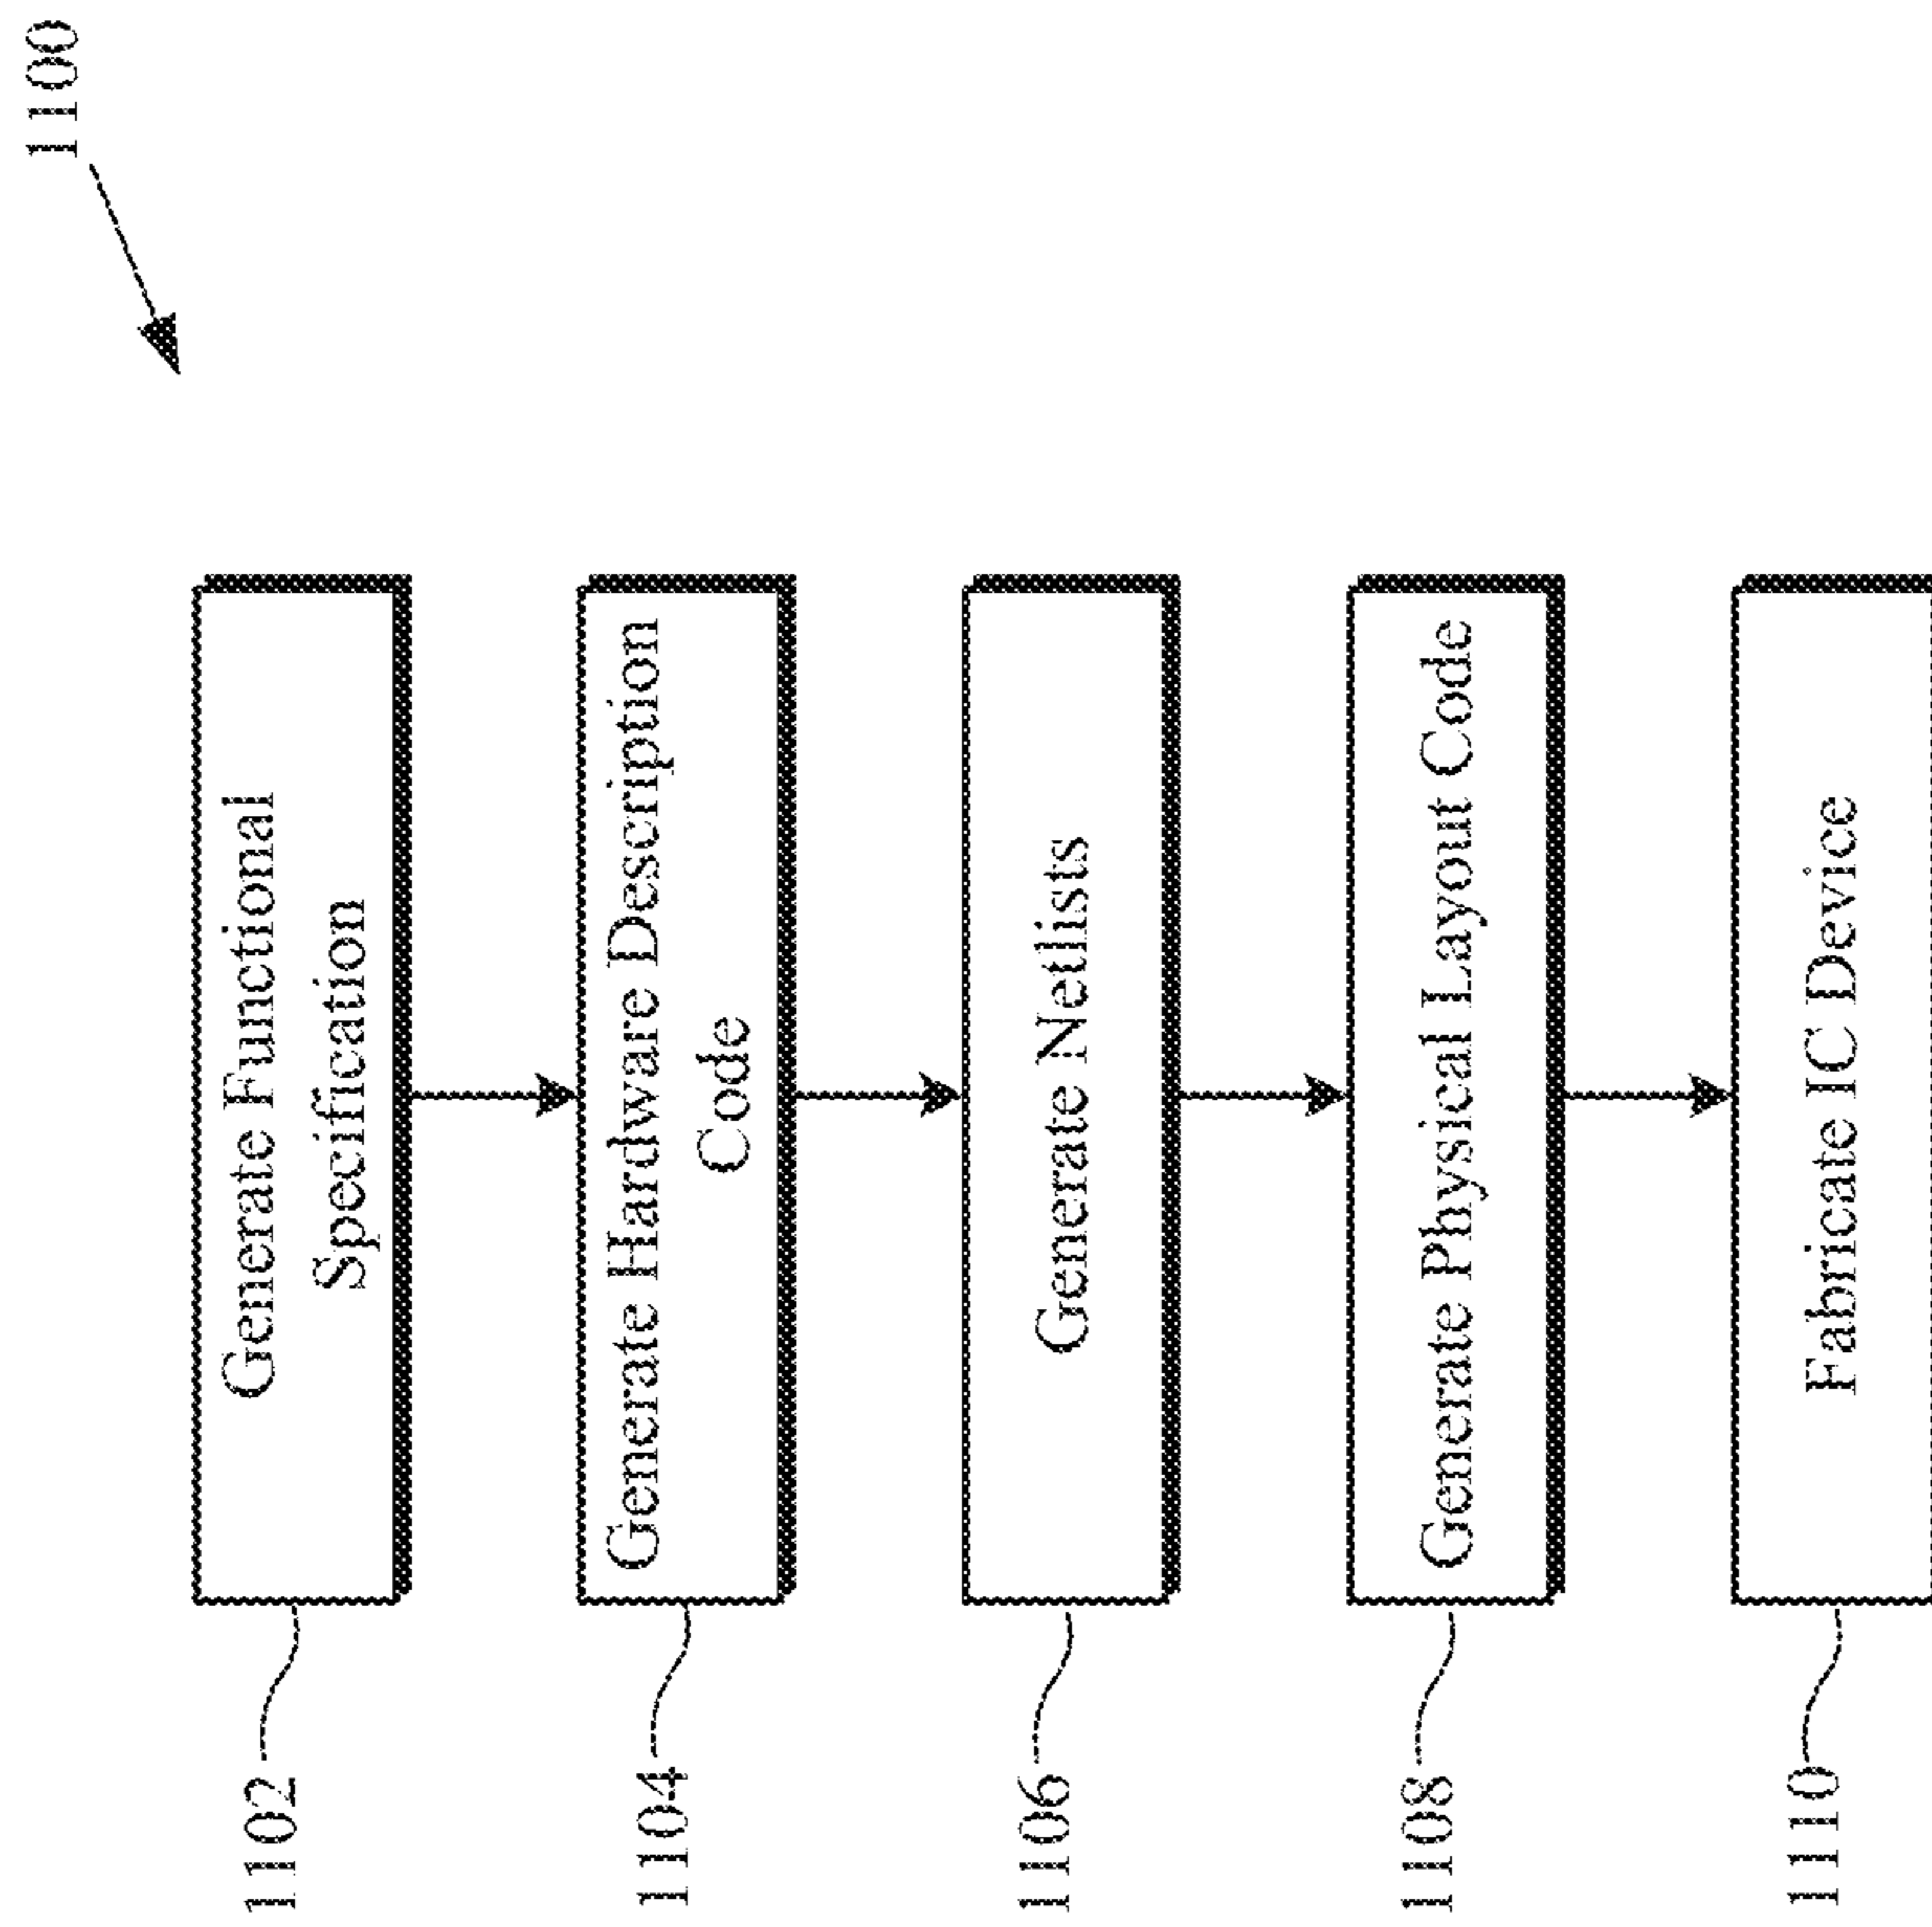 1100
1102
Generate Functional
Specification
1104
Generate Hardware Description
Code
1106
Generate Netlists
1108
Generate Physical Layout Code
1110
Fabricate IC Device